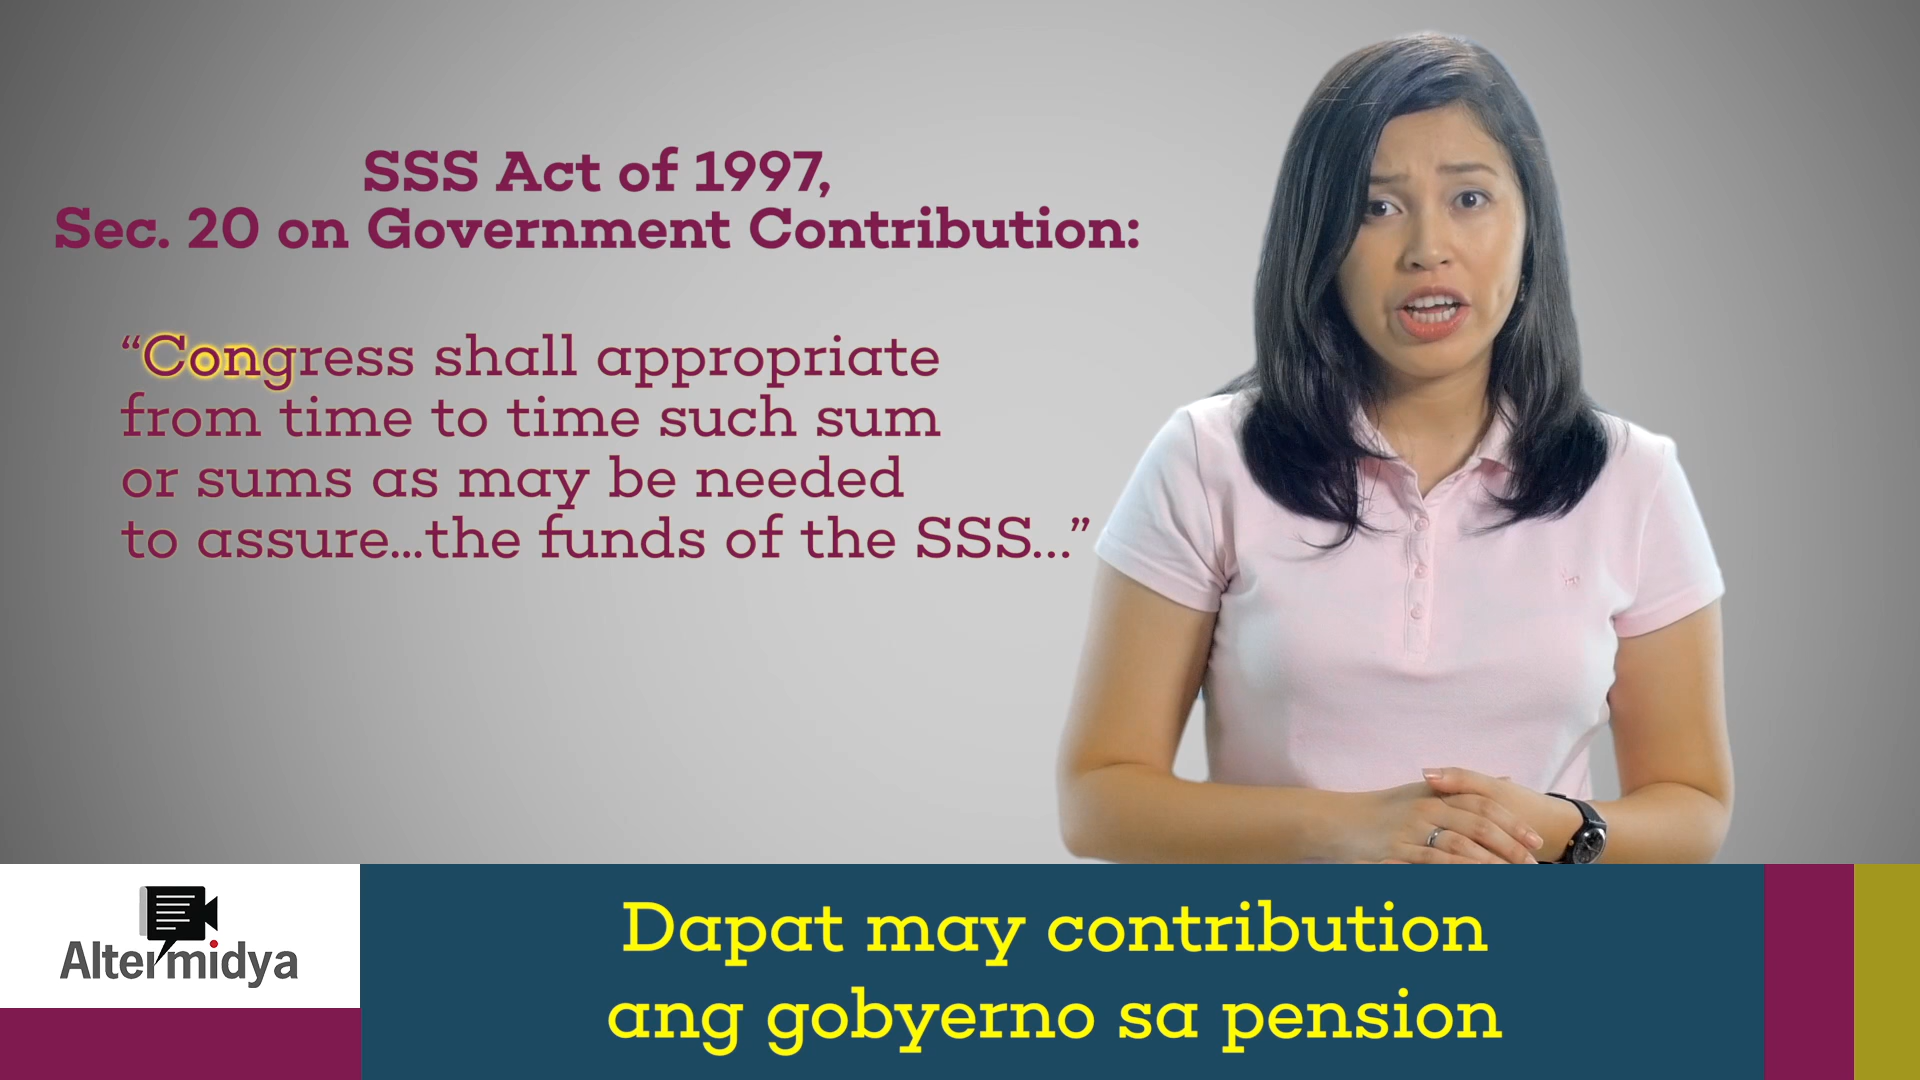 SSS Act of 1997,
Sec. 20 on Government Contribution:
“Congress shall appropriate
from time to time such sum
or sums as may be needed
to assure...the funds of the SSS...”
Altermidya
Dapat may contribution
ang gobyerno sa pension